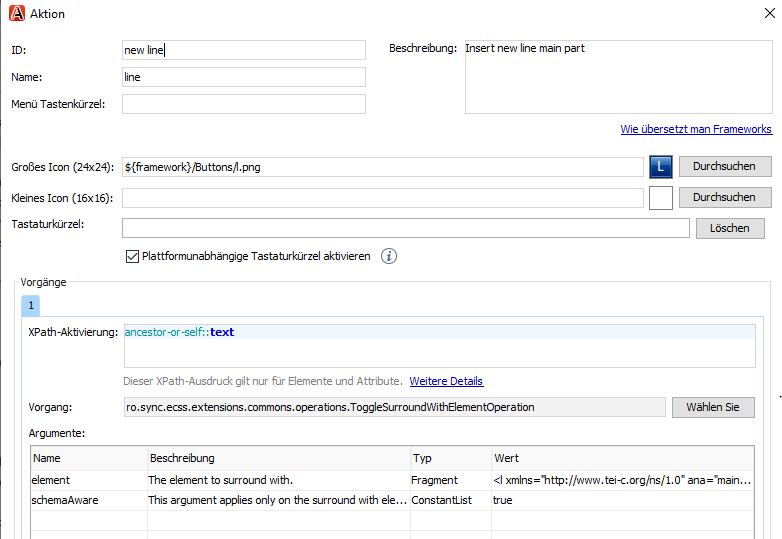 Aktion
ID: new line Beschreibung: Insert new line main part
Name: line
Menü Tastenkürzel:
Wie übersetzt man Frameworks
Großes Icon (24x24): ${framework}/Buttons/l.png L Durchsuchen
Kleines Icon (16x16): Durchsuchen
Tastaturkürzel: Löschen
Plattformunabhängige Tastaturkürzel aktivieren i
Vorgänge
1
XPath-Aktivierung: ancestor-or-self::text
Dieser XPath-Ausdruck gilt nur für Elemente und Attribute. Weitere Details
Vorgang: ro.sync.ecss.extensions.commons.operations.ToggleSurroundWithElementOperation Wählen Sie
Argumente:
Name Beschreibung Typ Wert
element The element to surround with. Fragment <l xmlns="http://www.tei-c.org/ns/1.0" ana="main...
schemaAware This argument applies only on the surround with ele... ConstantList true